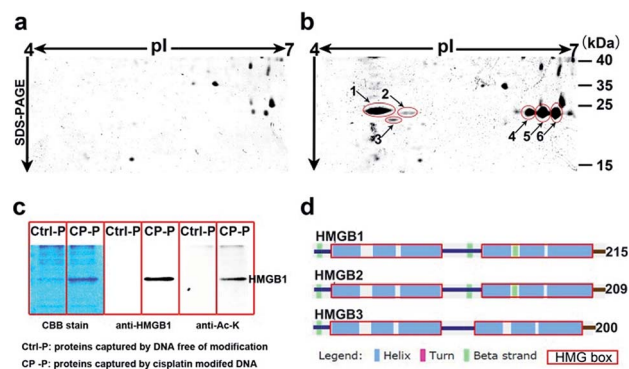 a
4 pI 7
SDS-PAGE
b
4 pI 7 (kDa)
40
35
25
15
1
2
3
4
5
6
c
Ctrl-P CP-P Ctrl-P CP-P Ctrl-P CP-P
HMGB1
CBB stain anti-HMGB1 anti-Ac-K
Ctrl-P: proteins captured by DNA free of modification
CP -P: proteins captured by cisplatin modifed DNA
d
HMGB1
215
HMGB2
209
HMGB3
200
Legend: Helix Turn Beta strand HMG box